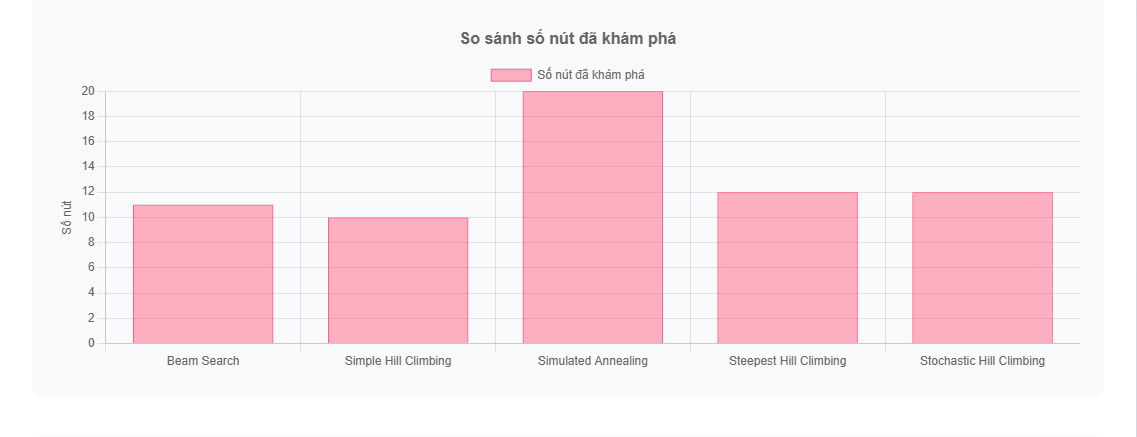 So sánh số nút đã khám phá
Số nút đã khám phá
Số nút
20
18
16
14
12
10
8
6
4
2
0
Beam Search Simple Hill Climbing Simulated Annealing Steepest Hill Climbing Stochastic Hill Climbing